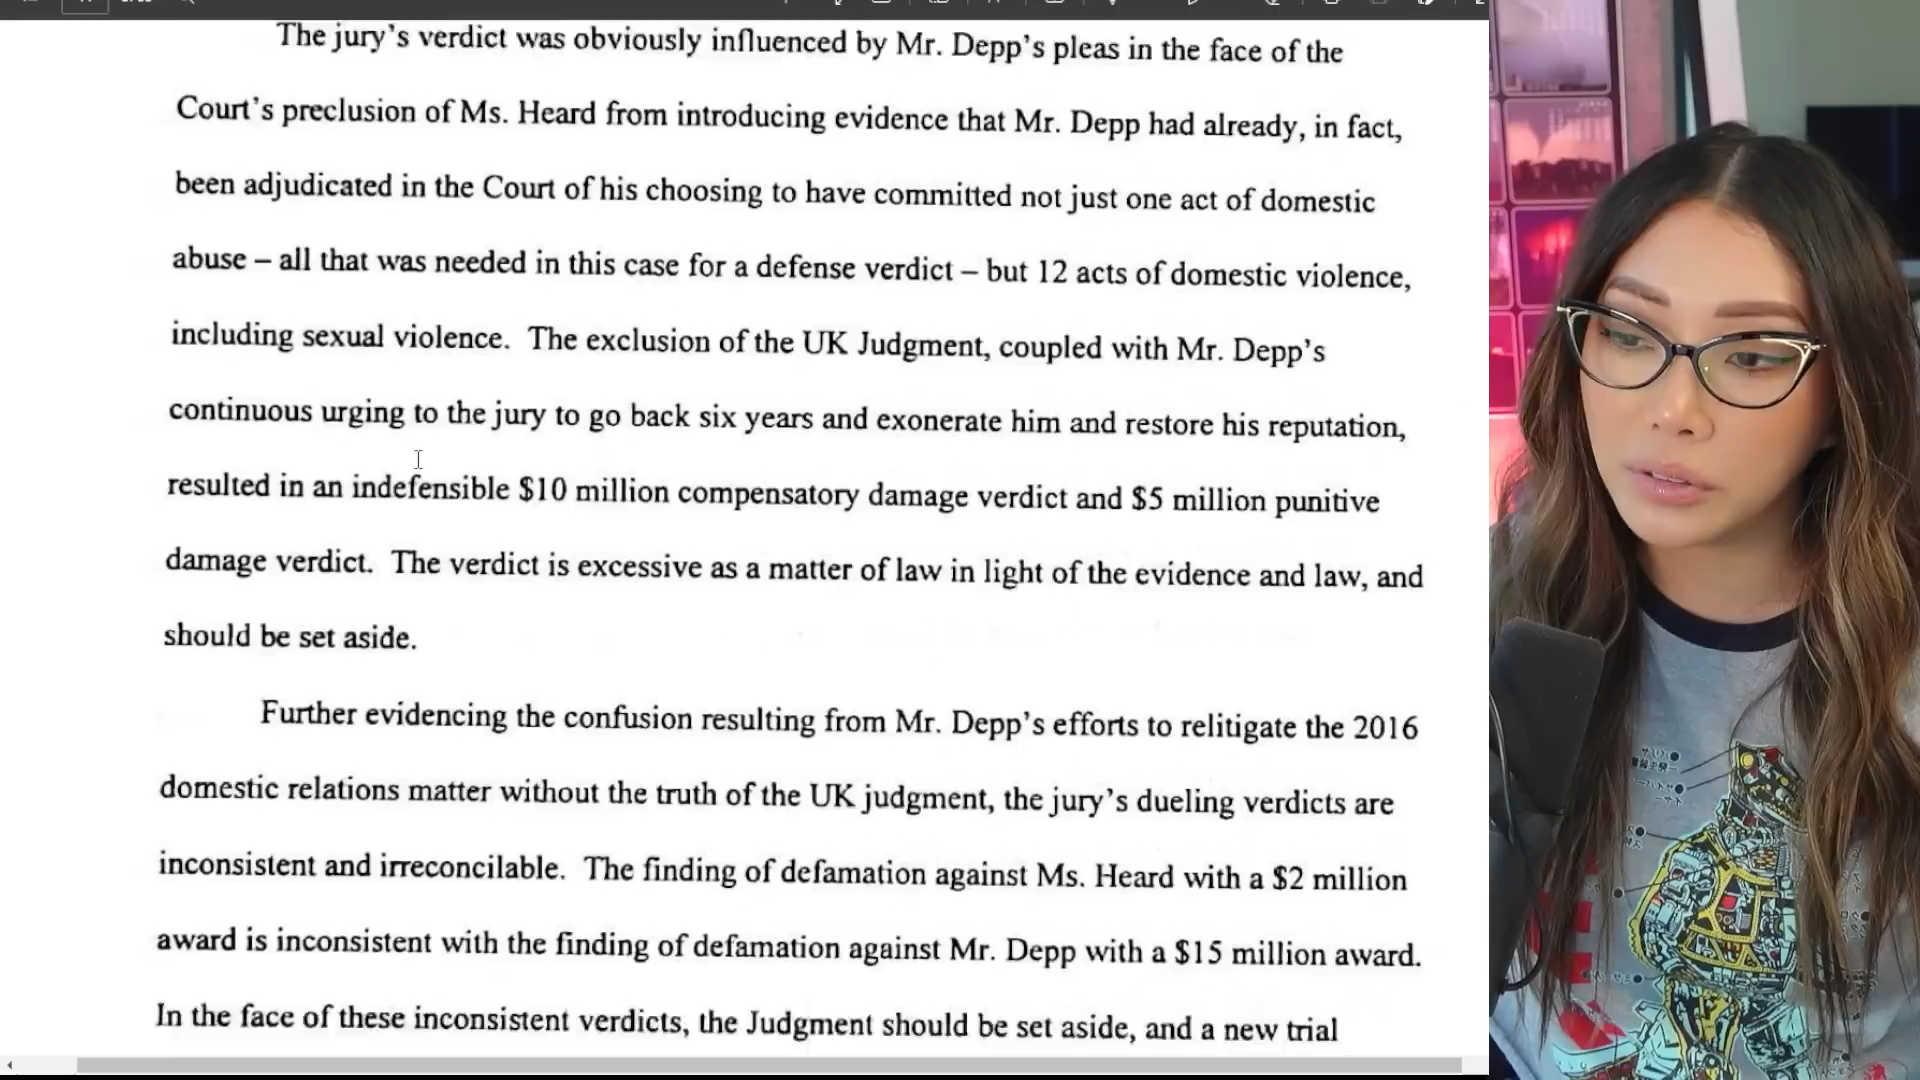 The jury's verdict was obviously influenced by Mr. Depp's pleas in the face of the
Court's preclusion of Ms. Heard from introducing evidence that Mr. Depp had already, in fact,
been adjudicated in the Court of his choosing to have committed not just one act of domestic
abuse – all that was needed in this case for a defense verdict – but 12 acts of domestic violence,
including sexual violence. The exclusion of the UK Judgment, coupled with Mr. Depp's
continuous urging to the jury to go back six years and exonerate him and restore his reputation,
resulted in an indefensible $10 million compensatory damage verdict and $5 million punitive
damage verdict. The verdict is excessive as a matter of law in light of the evidence and law, and
should be set aside.
Further evidencing the confusion resulting from Mr. Depp's efforts to relitigate the 2016
domestic relations matter without the truth of the UK judgment, the jury's dueling verdicts are
inconsistent and irreconcilable. The finding of defamation against Ms. Heard with a $2 million
award is inconsistent with the finding of defamation against Mr. Depp with a $15 million award.
In the face of these inconsistent verdicts, the Judgment should be set aside, and a new trial